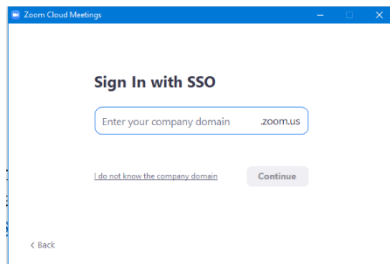 Zoom Cloud Meetings
Sign In with SSO
Enter your company domain .zoom.us
I do not know the company domain Continue
< Back